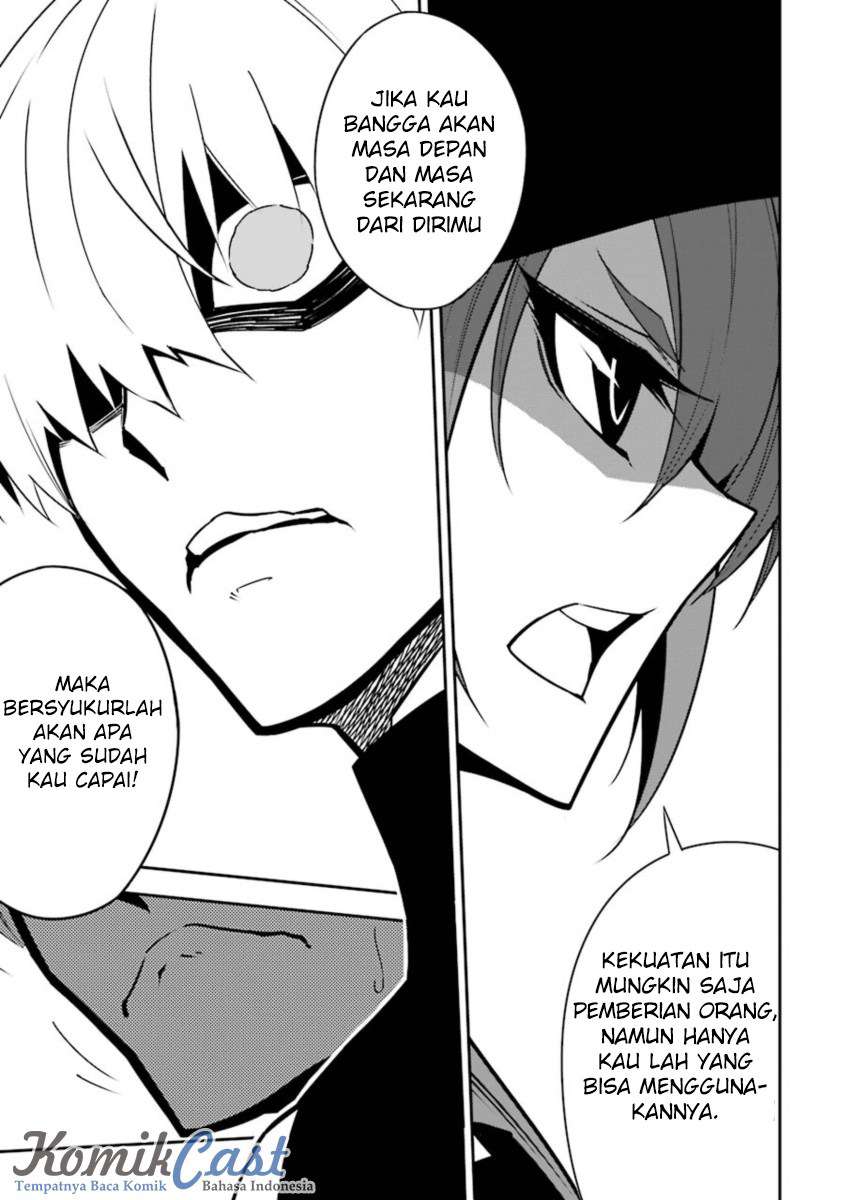 KEKUATAN ITU
MUNGKIN SAJA
PEMBERIAN ORANG,
NAMUN HANYA
KAU LAH YANG
BISA MENGGUNA-
KANNYA.
JIKA KAU
BANGGA AKAN
MASA DEPAN
DAN MASA
SEKARANG
DARI DIRIMU
MAKA
BERSYUKURLAH
AKAN APA
YANG SUDAH
KAU CAPAI!
KomikCast
Tempatnya Baca Komik Bahasa Indonesia